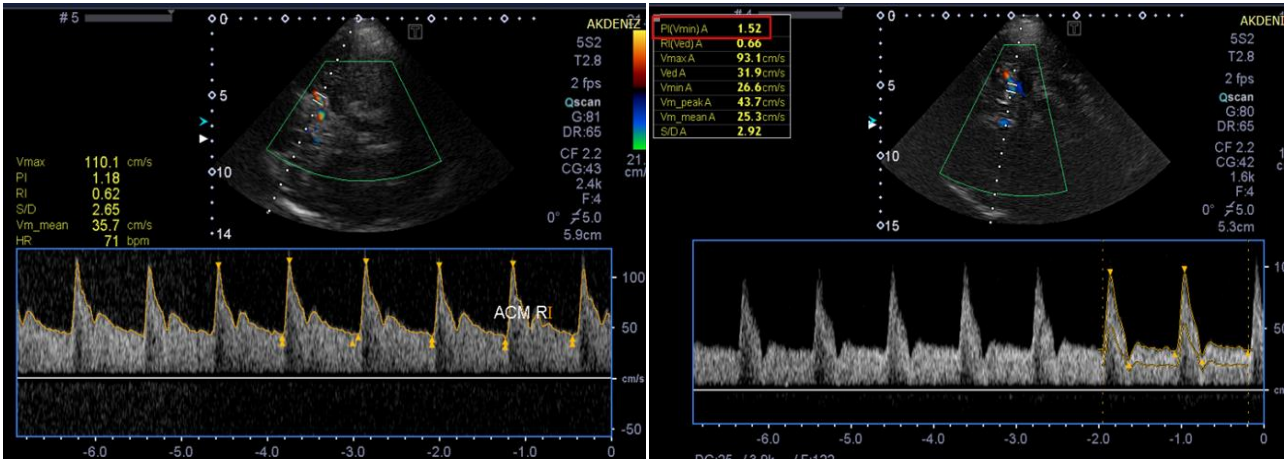 #5
0
AKDENİZ
5S2
T2.8
2 fps
Qscan
G:81
DR:65
CF 2.2
CG:43
2.4k
F:4
0° 5.0
5.9cm
21.
cm/
5
10
14
Vmax 110.1 cm/s
PI 1.18
RI 0.62
S/D 2.65
Vm_mean 35.7 cm/s
HR 71 bpm
ACM RI
100
50
cm/s
-50
-6.0 -5.0 -4.0 -3.0 -2.0 -1.0 0
PI(Vmin) A 1.52
RI(Ved) A 0.66
Vmax A 93.1 cm/s
Ved A 31.9 cm/s
Vmin A 26.6 cm/s
Vm_peak A 43.7 cm/s
Vm_mean A 25.3 cm/s
S/D A 2.92
0
5
10
15
AKDENİZ
5S2
T2.8
2 fps
Qscan
G:80
DR:65
CF 2.2
CG:42
1.6k
F:4
0° 5.0
5.3cm
50
-6.0 -5.0 -4.0 -3.0 -2.0 -1.0 0